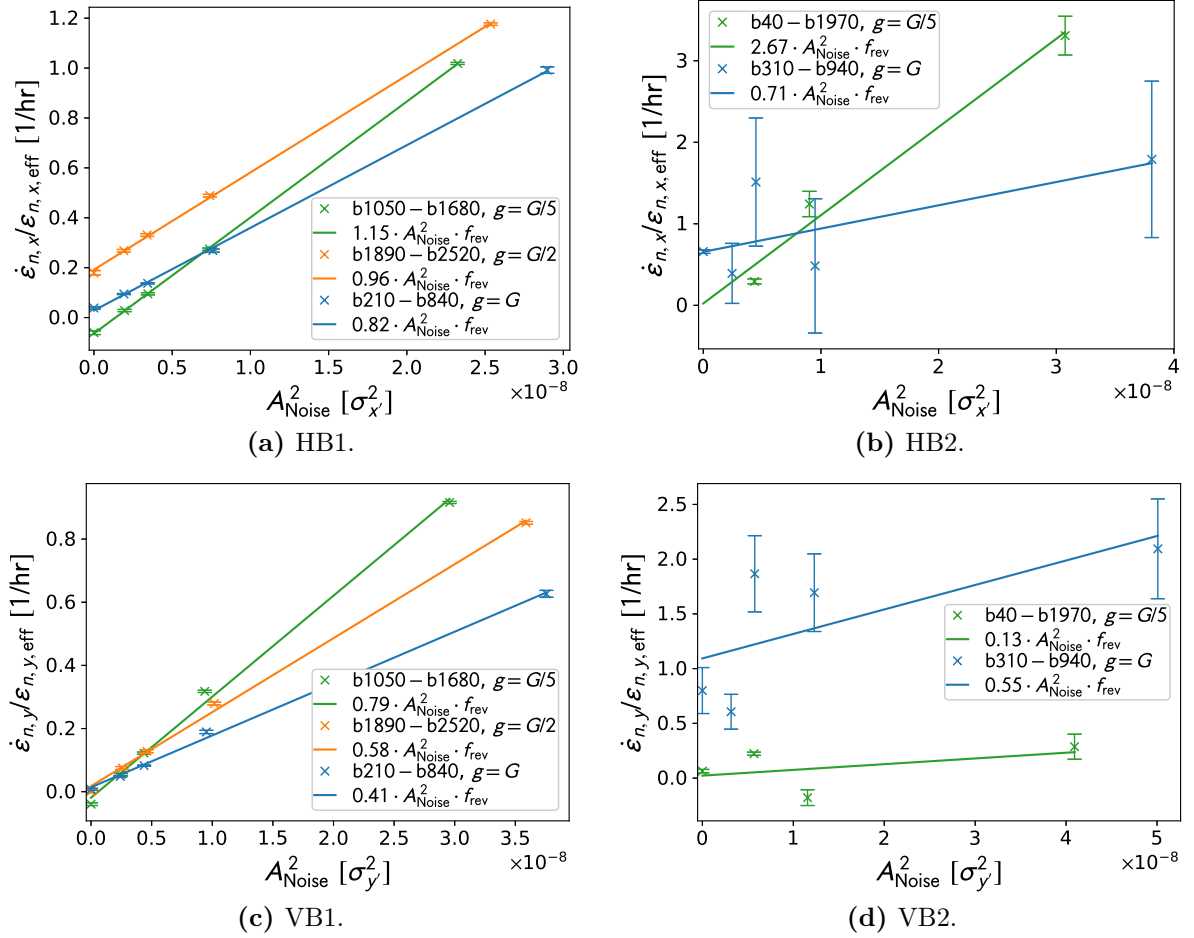 1.2
1.0
0.8
0.6
0.4
0.2
0.0
ε̇n,x/εn,x,eff [1/hr]
b1050−b1680, g=G/5
1.15 · A²Noise · frev
b1890−b2520, g=G/2
0.96 · A²Noise · frev
b210−b840, g=G
0.82 · A²Noise · frev
0.0 0.5 1.0 1.5 2.0 2.5 3.0
×10−8
A²Noise [σ²x′]
(a) HB1.
3
2
1
0
ε̇n,x/εn,x,eff [1/hr]
b40−b1970, g=G/5
2.67 · A²Noise · frev
b310−b940, g=G
0.71 · A²Noise · frev
0 1 2 3 4
×10−8
A²Noise [σ²x′]
(b) HB2.
0.8
0.6
0.4
0.2
0.0
ε̇n,y/εn,y,eff [1/hr]
b1050−b1680, g=G/5
0.79 · A²Noise · frev
b1890−b2520, g=G/2
0.58 · A²Noise · frev
b210−b840, g=G
0.41 · A²Noise · frev
0.0 0.5 1.0 1.5 2.0 2.5 3.0 3.5
×10−8
A²Noise [σ²y′]
(c) VB1.
2.5
2.0
1.5
1.0
0.5
0.0
ε̇n,y/εn,y,eff [1/hr]
b40−b1970, g=G/5
0.13 · A²Noise · frev
b310−b940, g=G
0.55 · A²Noise · frev
0 1 2 3 4 5
×10−8
A²Noise [σ²y′]
(d) VB2.